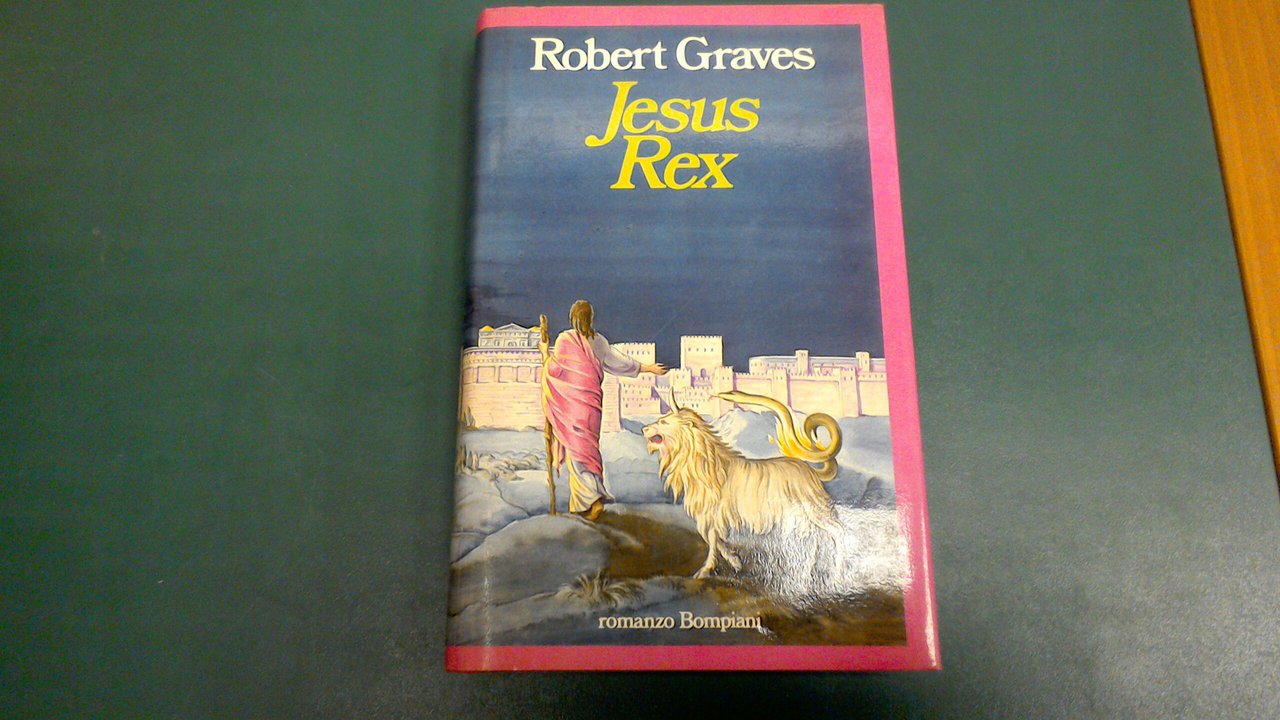 Robert Graves
Jesus
Rex
romanzo Bompiani